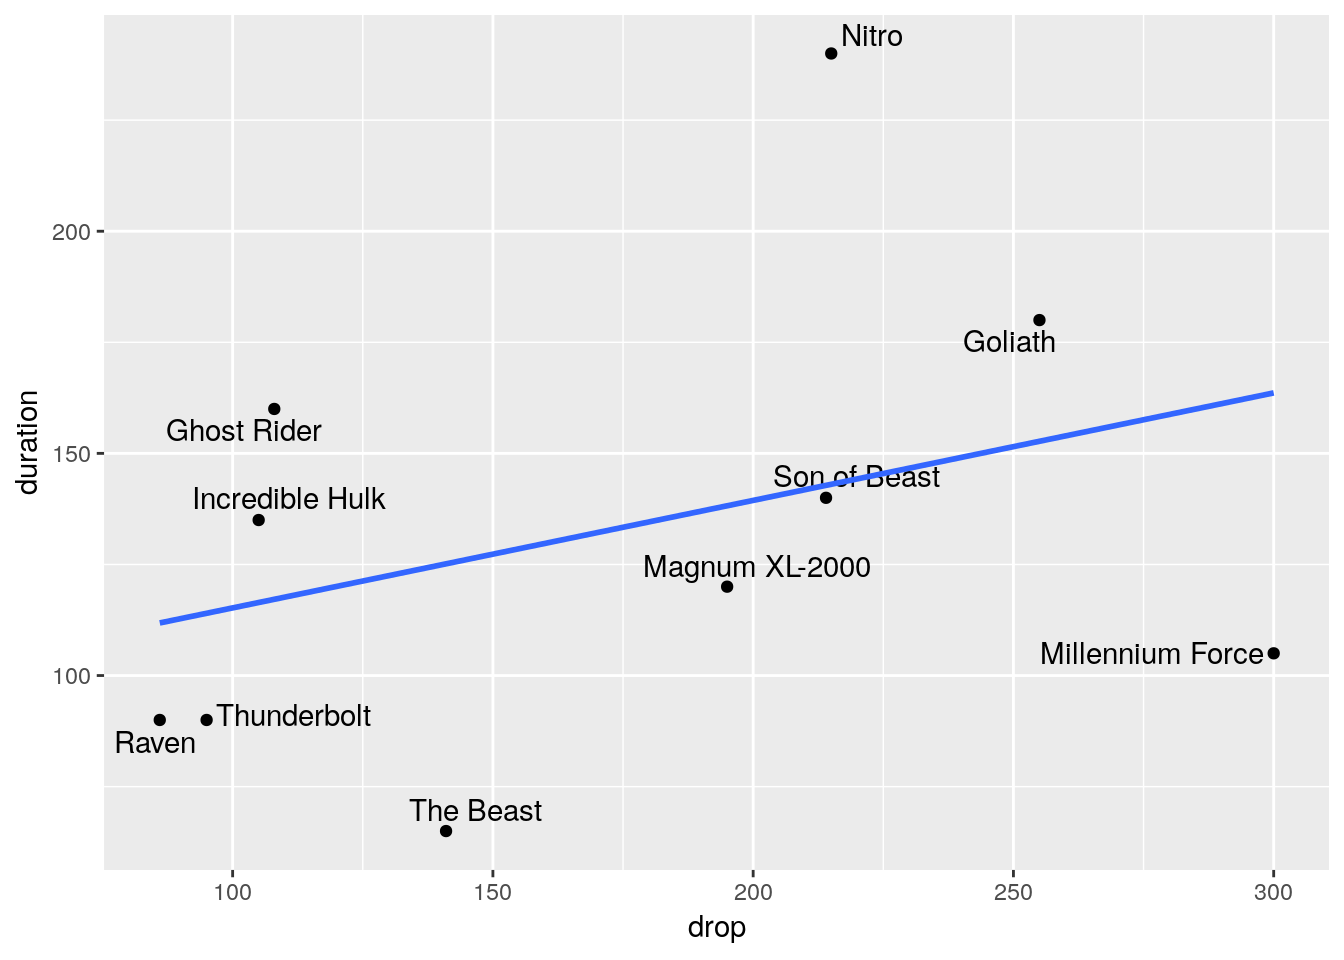 Nitro
200
Goliath
Ghost Rider
150
Son of Beast
Incredible Hulk
Magnum XL-2000
Millennium Force
100
Thunderbolt
Raven
The Beast
duration
100 150 200 250 300
drop